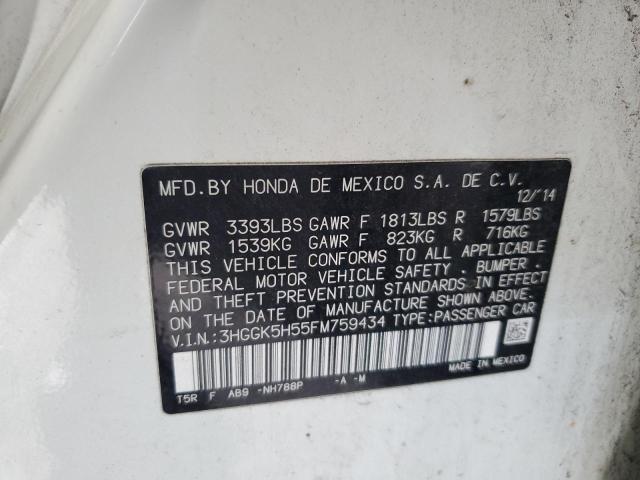 MFD.BY HONDA DE MEXICO S.A. DE C.V.
12/'14
GVWR 3393LBS GAWR F 1813LBS R 1579LBS
GVWR 1539KG GAWR F 823KG R 716KG
THIS VEHICLE CONFORMS TO ALL APPLICABLE
FEDERAL MOTOR VEHICLE SAFETY , BUMPER ,
AND THEFT PREVENTION STANDARDS IN EFFECT
ON THE DATE OF MANUFACTURE SHOWN ABOVE.
V.I.N.:3HGGK5H55FM759434 TYPE:PASSENGER CAR
MADE IN MEXICO
T5R F AB9 -NH788P -A -M